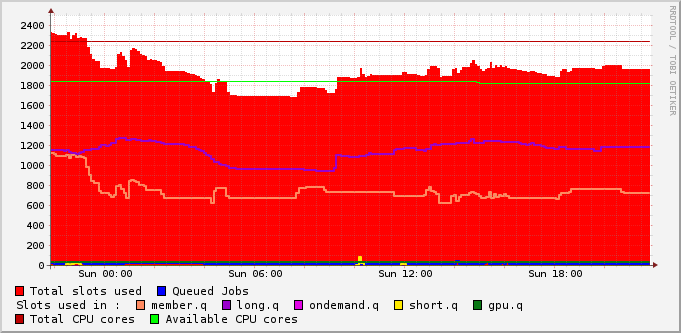 2400
2200
2000
1800
1600
1400
1200
1000
800
600
400
200
0
Sun 00:00 Sun 06:00 Sun 12:00 Sun 18:00
Total slots used Queued Jobs
Slots used in : member.q long.q ondemand.q short.q gpu.q
Total CPU cores Available CPU cores
RRDTOOL / TOBI OETIKER